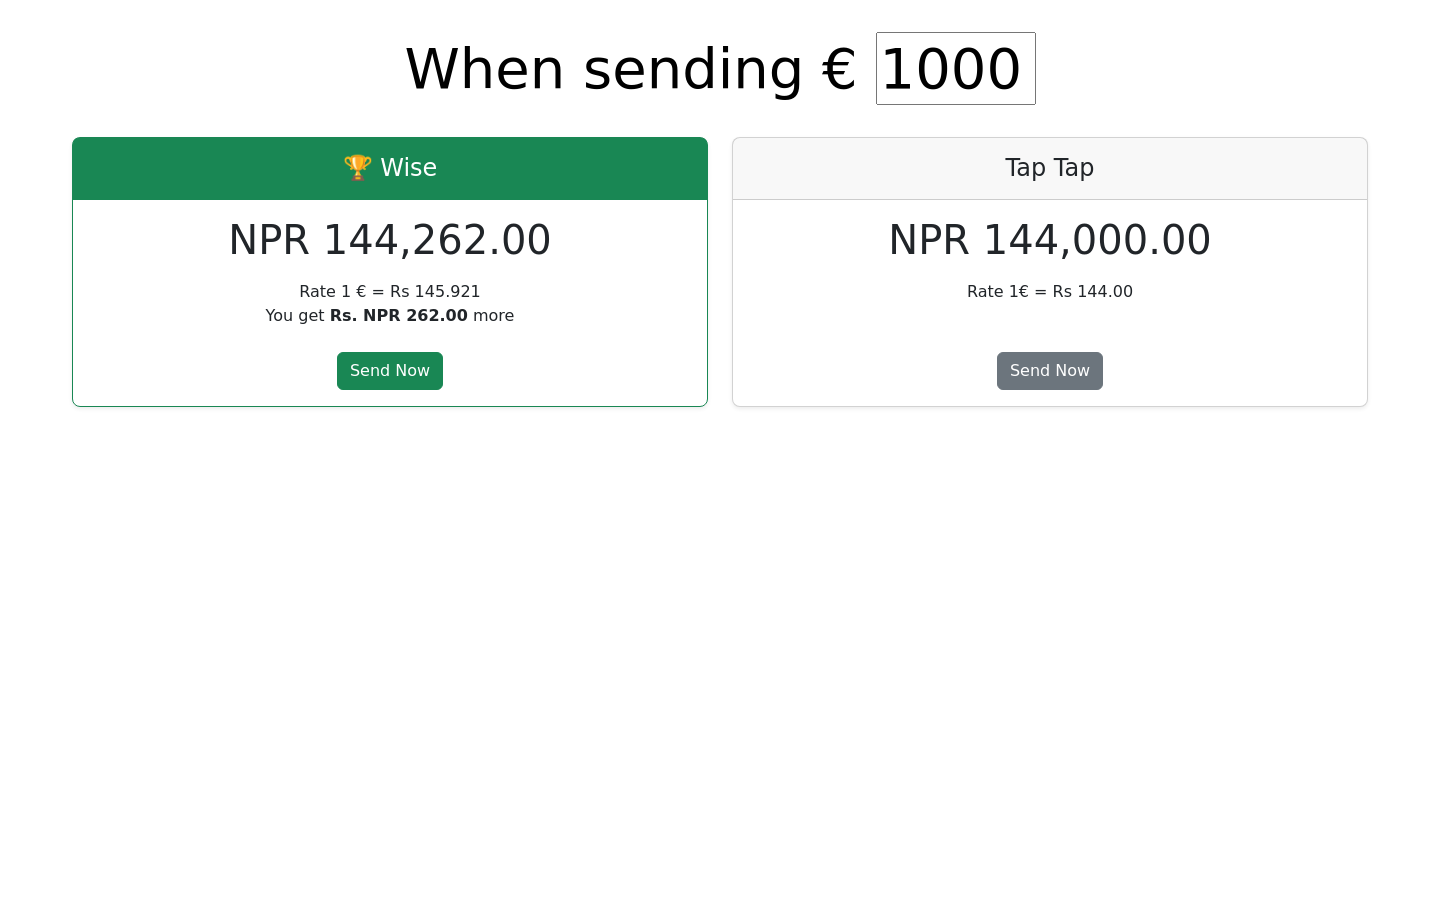 When sending € 1000
🏆 Wise
NPR 144,262.00
Rate 1 € = Rs 145.921
You get Rs. NPR 262.00 more
Send Now
Tap Tap
NPR 144,000.00
Rate 1€ = Rs 144.00
Send Now